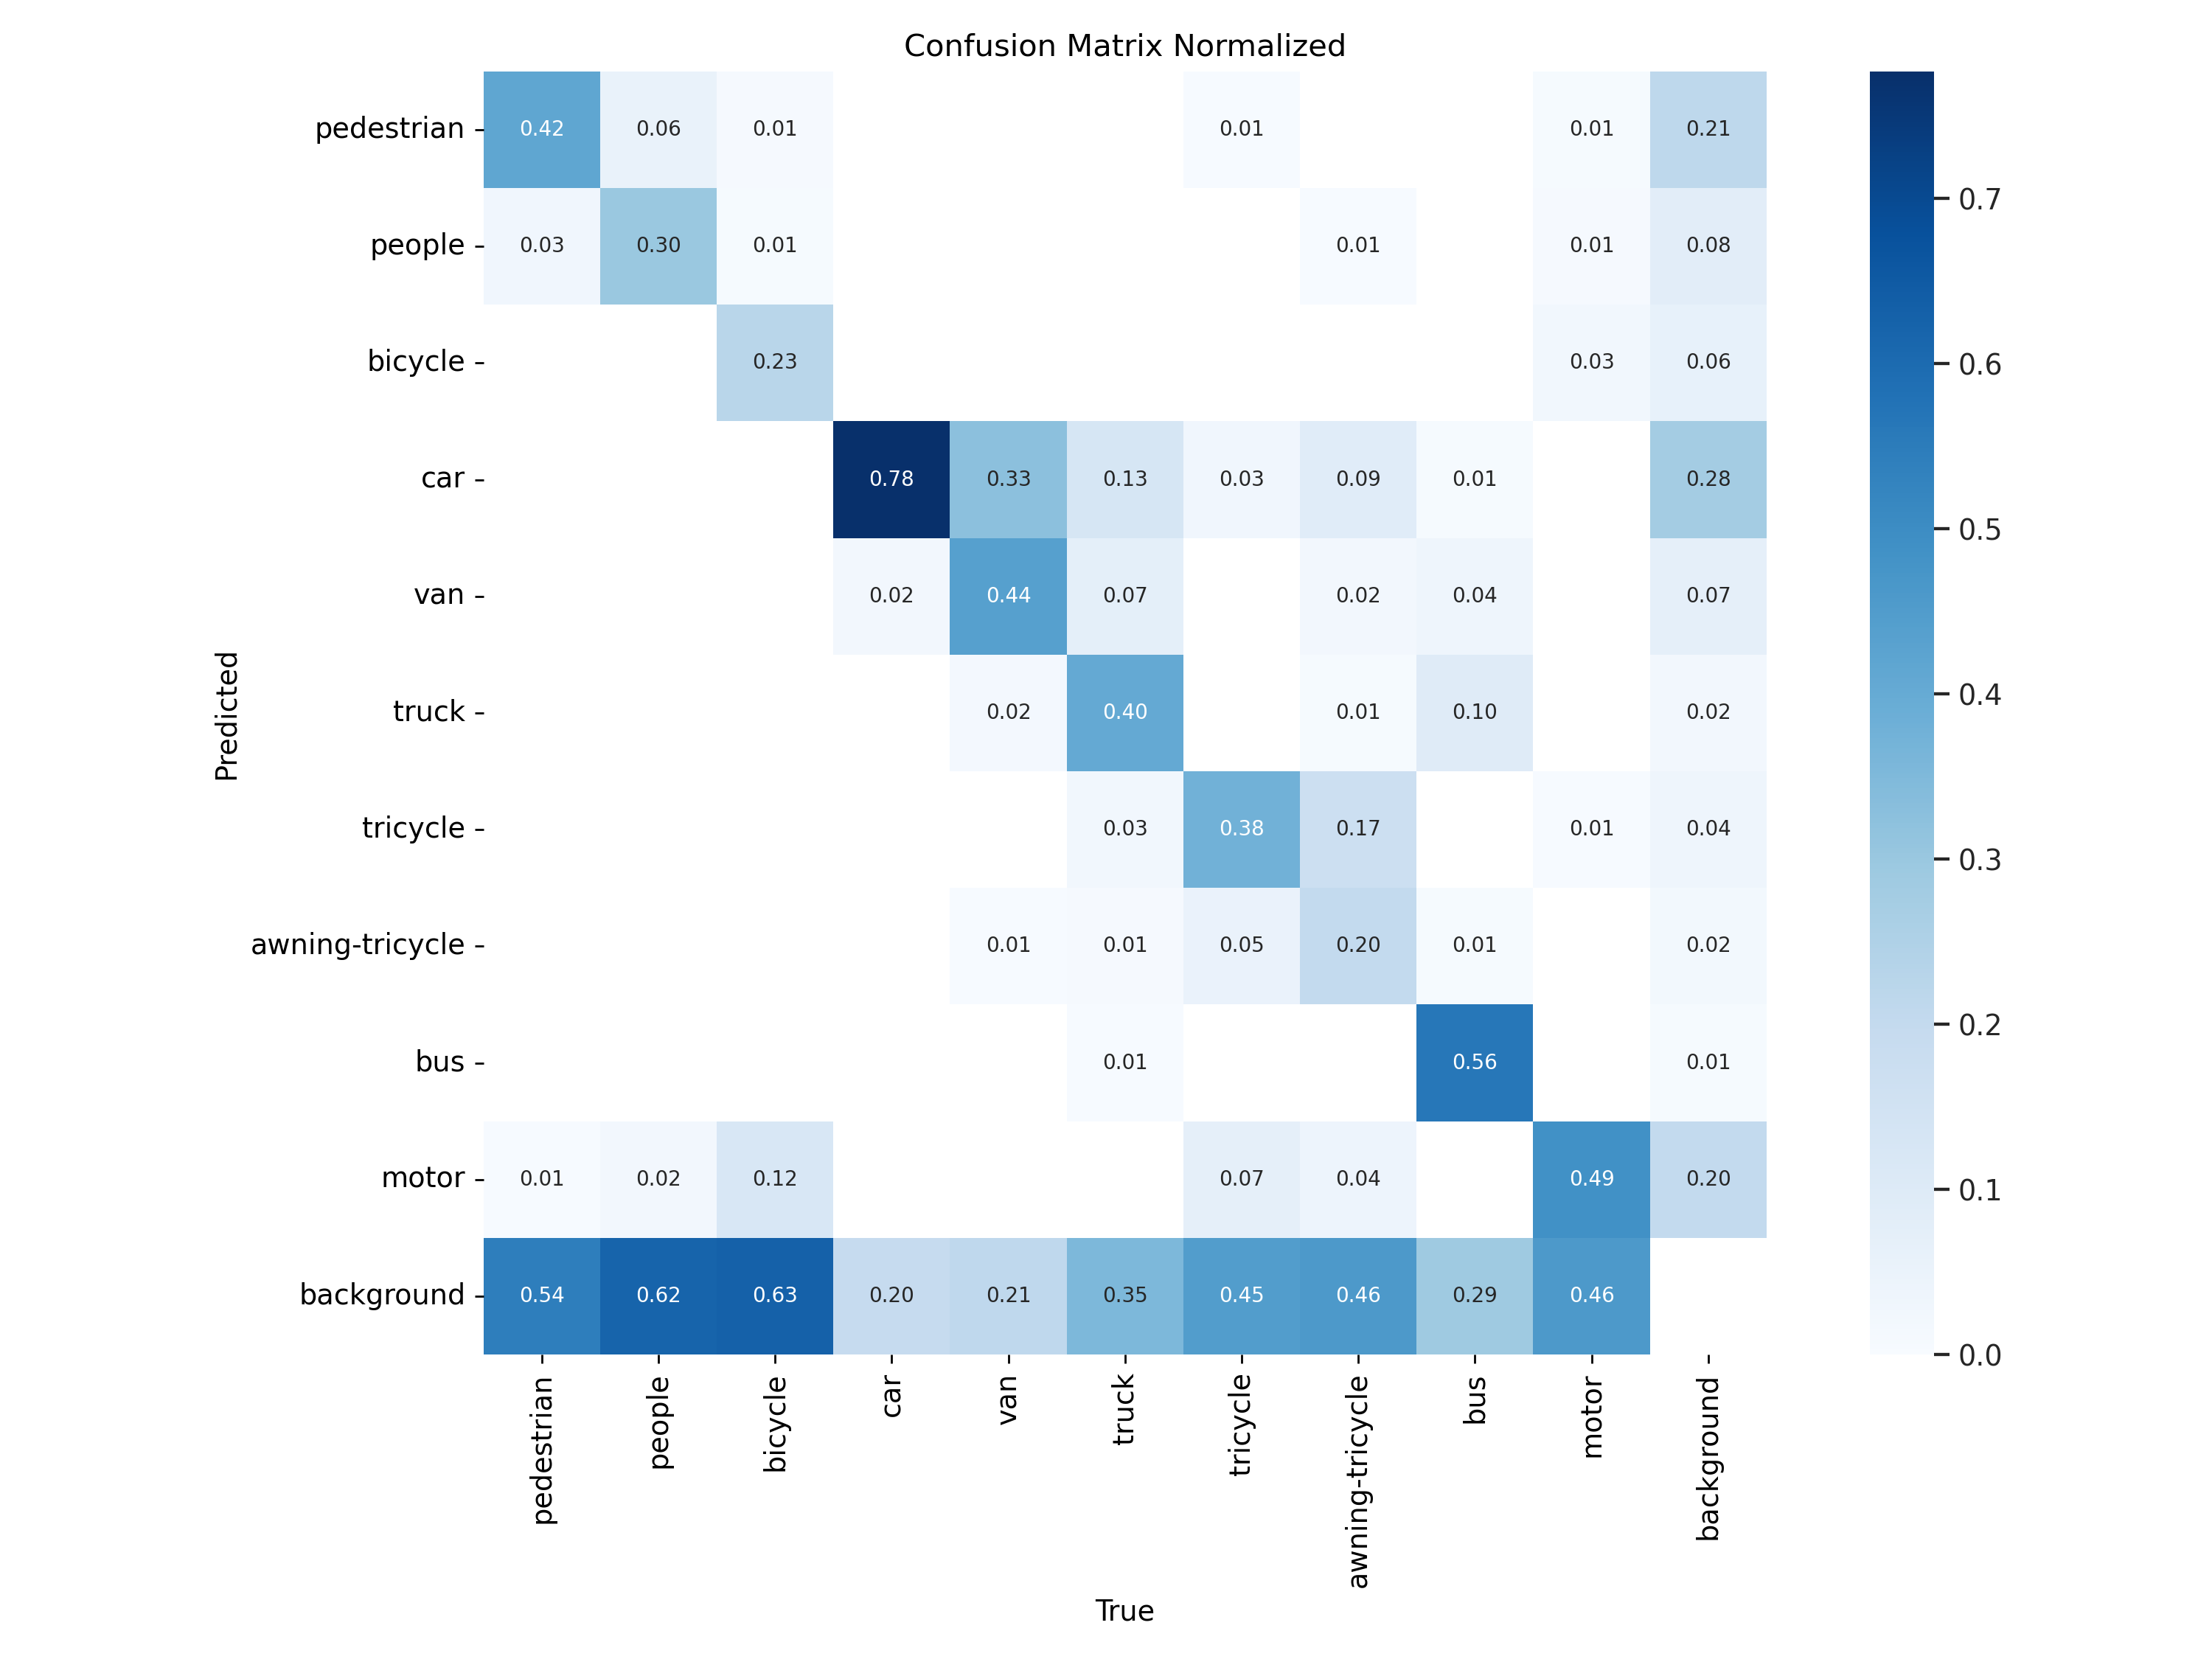 Confusion Matrix Normalized
pedestrian 0.42 0.06 0.01 0.01 0.01 0.21
people 0.03 0.30 0.01 0.01 0.01 0.08
bicycle 0.23 0.03 0.06
car 0.78 0.33 0.13 0.03 0.09 0.01 0.28
van 0.02 0.44 0.07 0.02 0.04 0.07
truck 0.02 0.40 0.01 0.10 0.02
tricycle 0.03 0.38 0.17 0.01 0.04
awning-tricycle 0.01 0.01 0.05 0.20 0.01 0.02
bus 0.01 0.56 0.01
motor 0.01 0.02 0.12 0.07 0.04 0.49 0.20
background 0.54 0.62 0.63 0.20 0.21 0.35 0.45 0.46 0.29 0.46
Predicted
pedestrian people bicycle car van truck tricycle awning-tricycle bus motor background
True
0.7
0.6
0.5
0.4
0.3
0.2
0.1
0.0